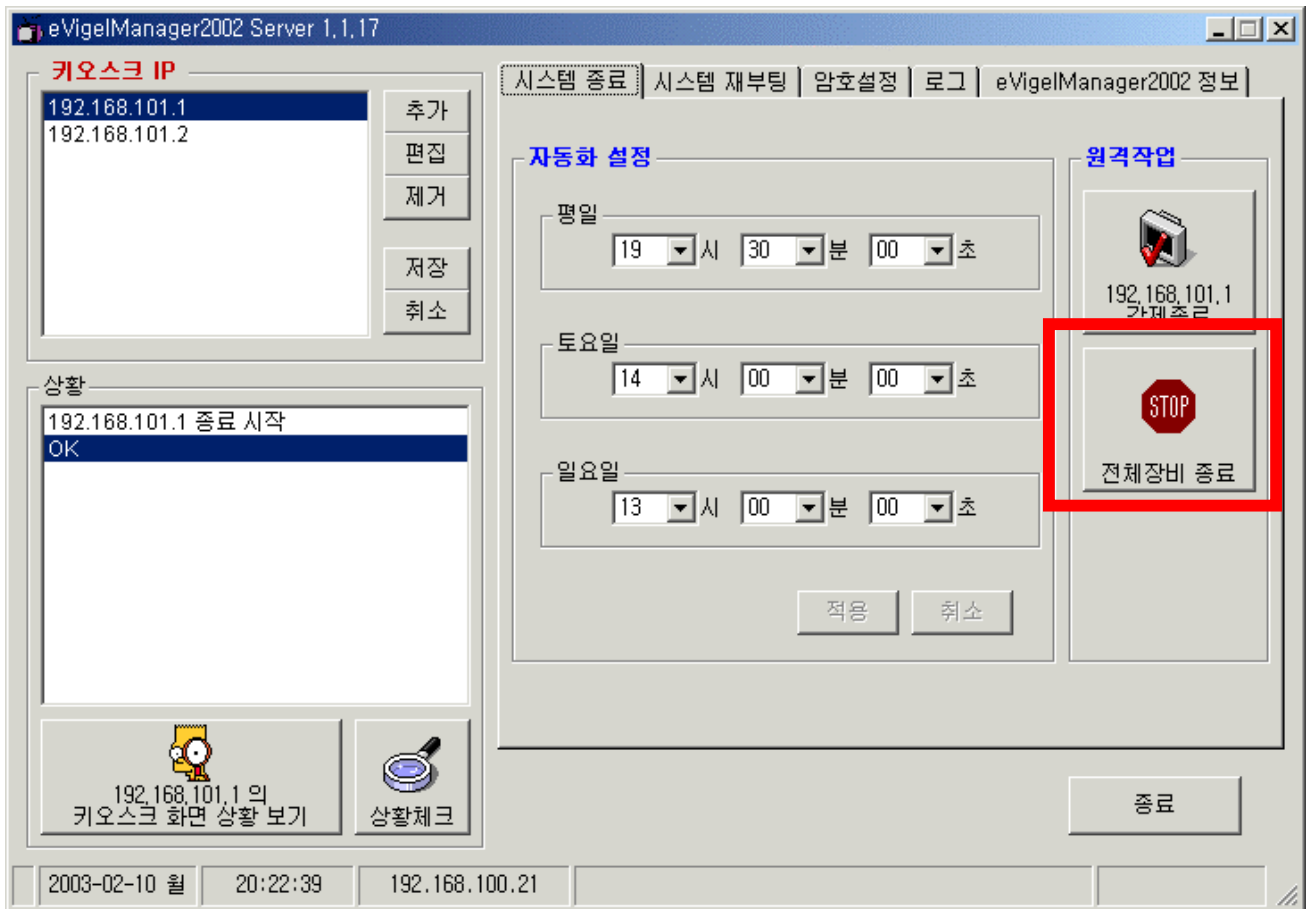 eVigelManager2002 Server 1,1,17
키오스크 IP
192.168.101.1
192.168.101.2
추가
편집
제거
저장
취소
상황
192.168.101.1 종료 시작
OK
192,168,101,1 의
키오스크 화면 상황 보기
상황체크
시스템 종료
시스템 재부팅
암호설정
로그
eVigelManager2002 정보
자동화 설정
평일
19 시 30 분 00 초
토요일
14 시 00 분 00 초
일요일
13 시 00 분 00 초
적용
취소
원격작업
192,168,101,1
강제종료
STOP
전체장비 종료
종료
2003-02-10 월
20:22:39
192.168.100.21